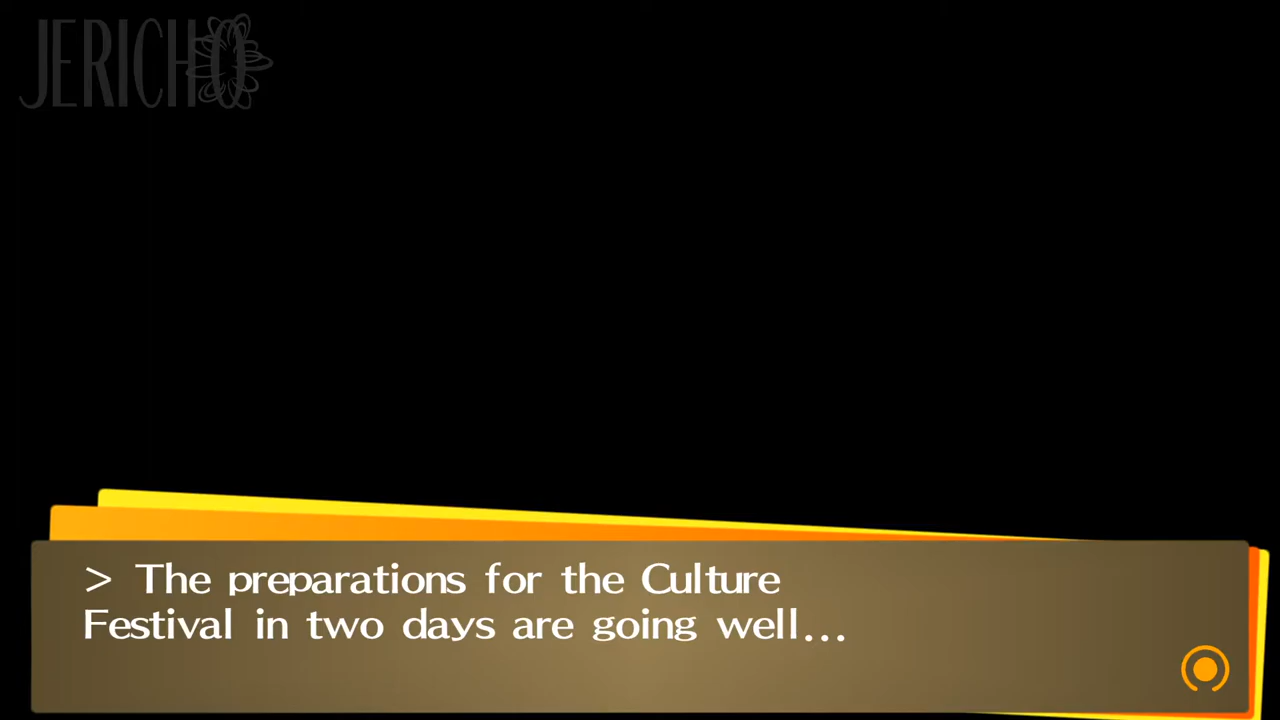 JERICHO
> The preparations for the Culture
Festival in two days are going well...